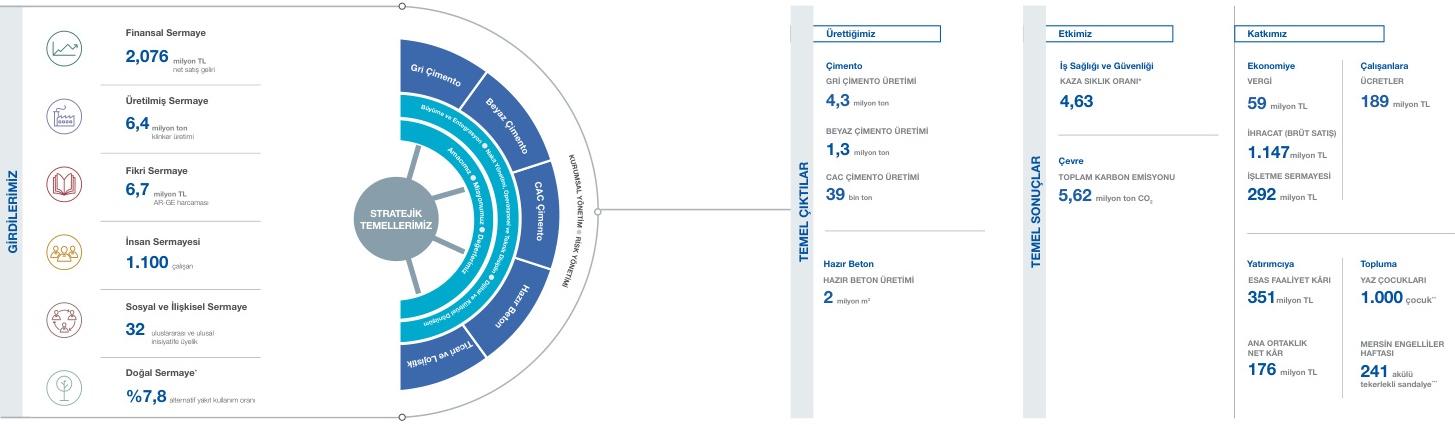 GİRDİLERİMİZ
Finansal Sermaye
2,076 milyon TL
net satış geliri
Üretilmiş Sermaye
6,4 milyon ton
klinker üretimi
Fikri Sermaye
6,7 milyon TL
AR-GE harcaması
İnsan Sermayesi
1.100 çalışan
Sosyal ve İlişkisel Sermaye
32 uluslararası ve ulusal
inisiyatife üyelik
Doğal Sermaye*
%7,8 alternatif yakıt kullanım oranı
STRATEJİK
TEMELLERİMİZ
Amacımız ● Misyonumuz ● Değerlerimiz
Büyüme ve Entegrasyon ● Nakit Yönetimi, Operasyonel ve Teknik Disiplin ● Dijital ve Kültürel Dönüşüm
Gri Çimento
Beyaz Çimento
CAC Çimento
Hazır Beton
Ticari ve Lojistik
KURUMSAL YÖNETİM ● RİSK YÖNETİMİ
TEMEL ÇIKTILAR
Ürettiğimiz
Çimento
GRİ ÇİMENTO ÜRETİMİ
4,3 milyon ton
BEYAZ ÇİMENTO ÜRETİMİ
1,3 milyon ton
CAC ÇİMENTO ÜRETİMİ
39 bin ton
Hazır Beton
HAZIR BETON ÜRETİMİ
2 milyon m³
TEMEL SONUÇLAR
Etkimiz
İş Sağlığı ve Güvenliği
KAZA SIKLIK ORANI*
4,63
Çevre
TOPLAM KARBON EMİSYONU
5,62 milyon ton CO₂
Katkımız
Ekonomiye
VERGİ
59 milyon TL
İHRACAT (BRÜT SATIŞ)
1.147 milyon TL
İŞLETME SERMAYESİ
292 milyon TL
Çalışanlara
ÜCRETLER
189 milyon TL
Yatırımcıya
ESAS FAALİYET KÂRI
351 milyon TL
ANA ORTAKLIK
NET KÂR
176 milyon TL
Topluma
YAZ ÇOCUKLARI
1.000 çocuk**
MERSİN ENGELLİLER
HAFTASI
241 akülü
tekerlekli sandalye***